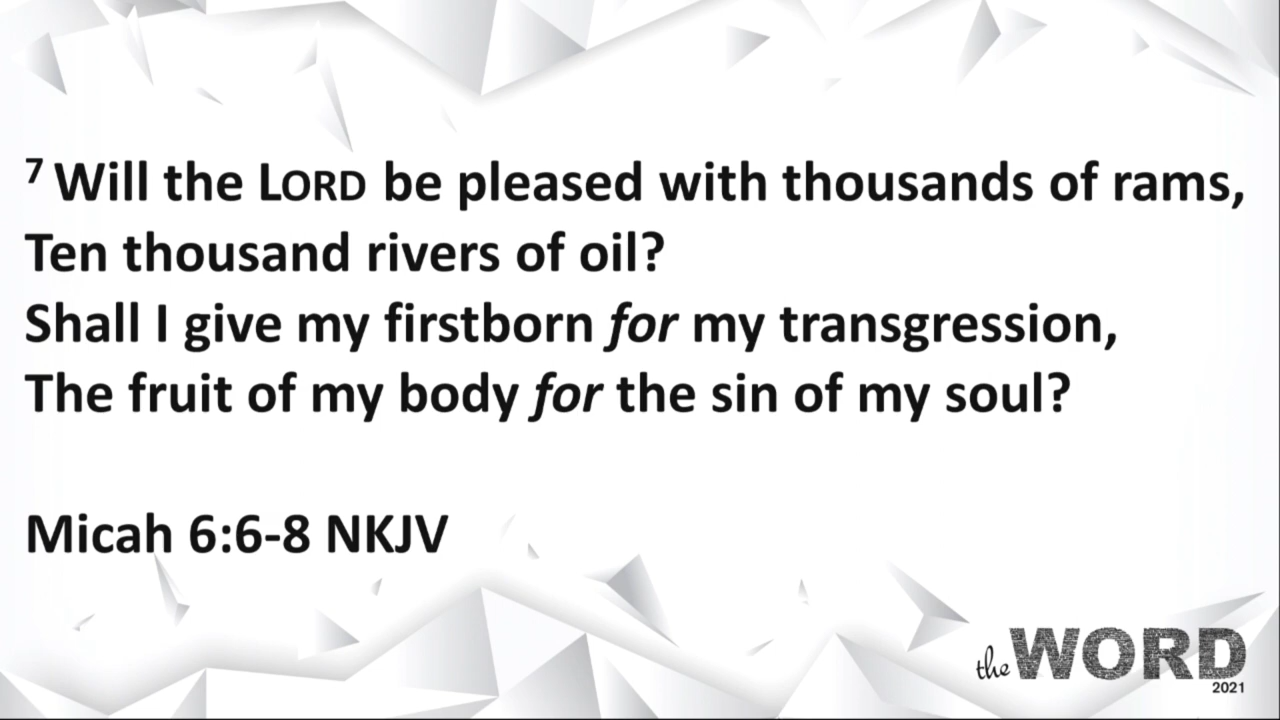 7 Will the LORD be pleased with thousands of rams,
Ten thousand rivers of oil?
Shall I give my firstborn for my transgression,
The fruit of my body for the sin of my soul?
Micah 6:6-8 NKJV
the WORD
2021